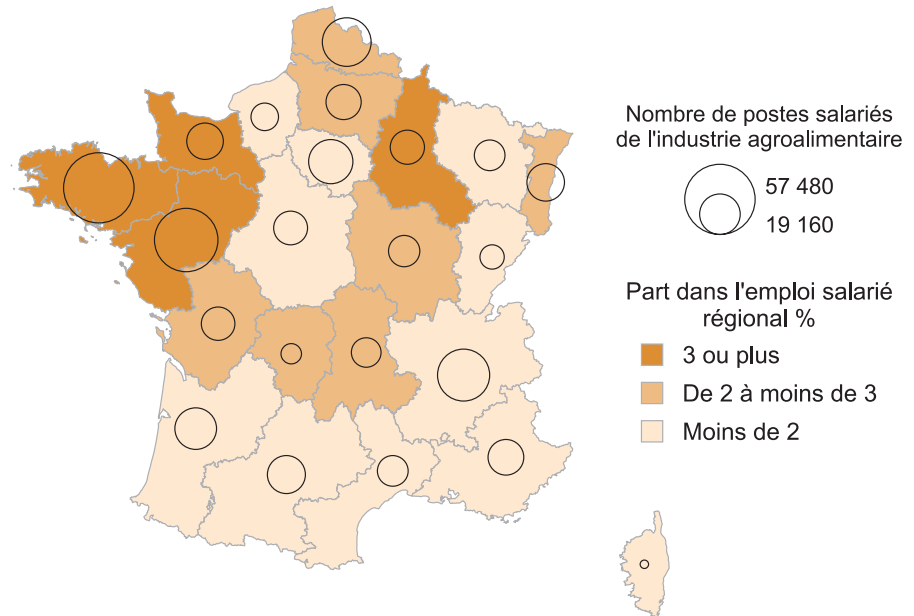 Nombre de postes salariés
de l'industrie agroalimentaire
57 480
19 160
Part dans l'emploi salarié
régional %
3 ou plus
De 2 à moins de 3
Moins de 2